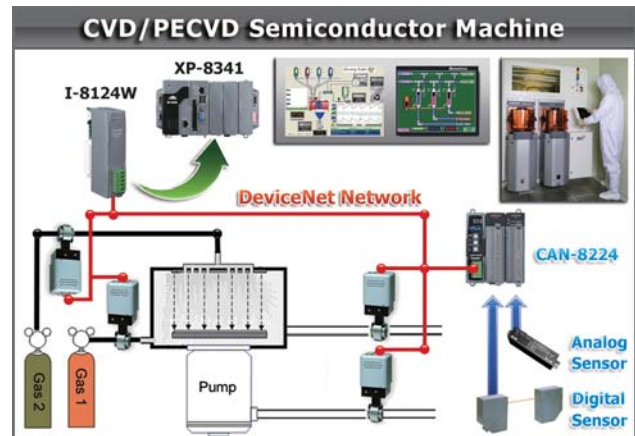 CVD/PECVD Semiconductor Machine
XP-8341
I-8124W
DeviceNet Network
CAN-8224
Analog
Sensor
Digital
Sensor
Pump
Gas 2
Gas 1